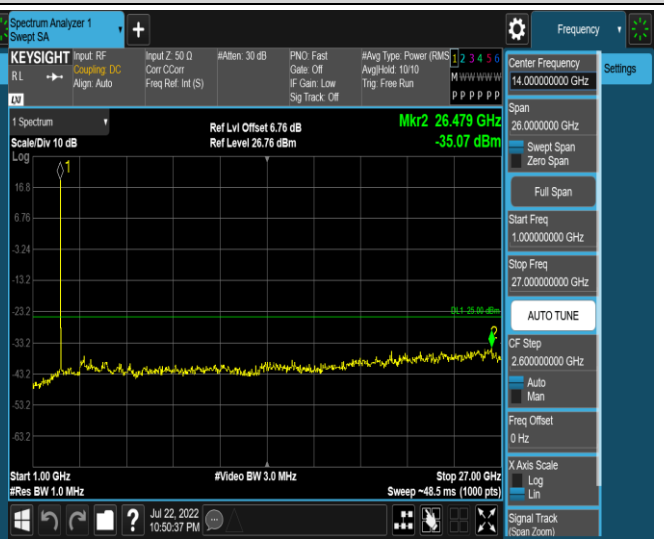 Spectrum Analyzer 1
Swept SA
+
Frequency
KEYSIGHT
RL
Input: RF
Coupling: DC
Align: Auto
Input Z: 50 Ω
Corr CCorr
Freq Ref: Int (S)
#Atten: 30 dB
PNO: Fast
Gate: Off
IF Gain: Low
Sig Track: Off
#Avg Type: Power (RMS
Avg|Hold: 10/10
Trig: Free Run
1 2 3 4 5 6
M W W W W W
P P P P P P
Center Frequency
14.000000000 GHz
Settings
Span
26.0000000 GHz
Swept Span
Zero Span
Full Span
Start Freq
1.000000000 GHz
Stop Freq
27.000000000 GHz
AUTO TUNE
CF Step
2.600000000 GHz
Auto
Man
Freq Offset
0 Hz
X Axis Scale
Log
Lin
Signal Track
(Span Zoom)
1 Spectrum
Scale/Div 10 dB
Log
Ref Lvl Offset 6.76 dB
Ref Level 26.76 dBm
Mkr2 26.479 GHz
-35.07 dBm
1
16.8
6.76
-3.24
-13.2
-23.2
-33.2
-43.2
-53.2
-63.2
DL1 -25.00 dBm
2
Start 1.00 GHz
#Res BW 1.0 MHz
#Video BW 3.0 MHz
Stop 27.00 GHz
Sweep ~48.5 ms (1000 pts)
?
Jul 22, 2022
10:50:37 PM